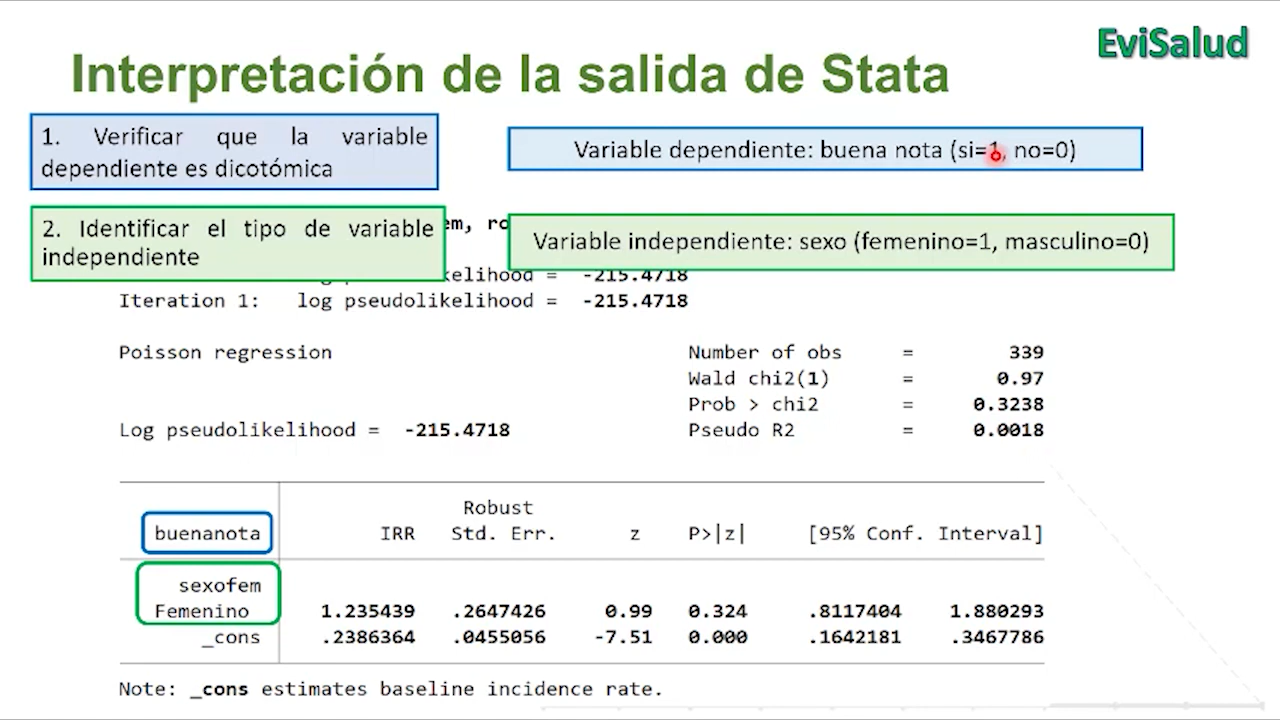 EviSalud
Interpretación de la salida de Stata
1. Verificar que la variable
dependiente es dicotómica
Variable dependiente: buena nota (si=1, no=0)
2. Identificar el tipo de variable
independiente
em, ro
Variable independiente: sexo (femenino=1, masculino=0)
kelihood = -215.4718
Iteration 1: log pseudolikelihood = -215.4718
Poisson regression Number of obs = 339
Wald chi2(1) = 0.97
Prob > chi2 = 0.3238
Log pseudolikelihood = -215.4718 Pseudo R2 = 0.0018
Robust
buenanota IRR Std. Err. z P>|z| [95% Conf. Interval]
sexofem
Femenino 1.235439 .2647426 0.99 0.324 .8117404 1.880293
_cons .2386364 .0455056 -7.51 0.000 .1642181 .3467786
Note: _cons estimates baseline incidence rate.